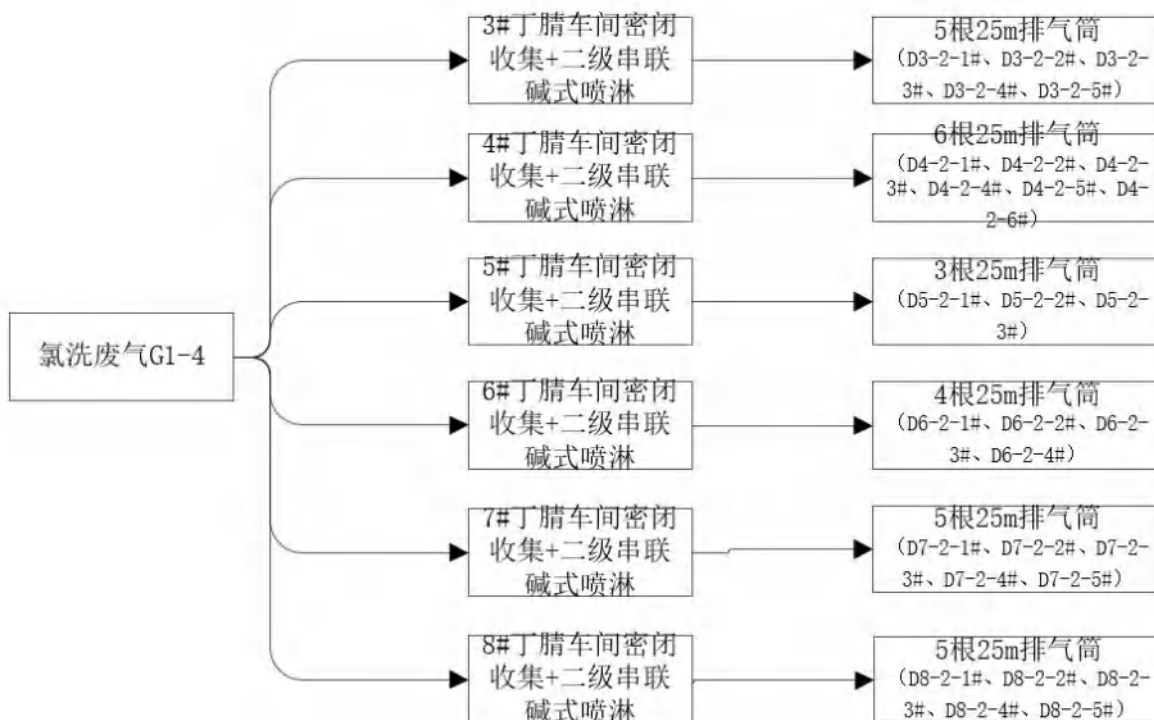 氯洗废气G1-4
3#丁腈车间密闭
收集+二级串联
碱式喷淋
5根25m排气筒
（D3-2-1#、D3-2-2#、D3-2-
3#、D3-2-4#、D3-2-5#）
4#丁腈车间密闭
收集+二级串联
碱式喷淋
6根25m排气筒
（D4-2-1#、D4-2-2#、D4-2-
3#、D4-2-4#、D4-2-5#、D4-
2-6#）
5#丁腈车间密闭
收集+二级串联
碱式喷淋
3根25m排气筒
（D5-2-1#、D5-2-2#、D5-2-
3#）
6#丁腈车间密闭
收集+二级串联
碱式喷淋
4根25m排气筒
（D6-2-1#、D6-2-2#、D6-2-
3#、D6-2-4#）
7#丁腈车间密闭
收集+二级串联
碱式喷淋
5根25m排气筒
（D7-2-1#、D7-2-2#、D7-2-
3#、D7-2-4#、D7-2-5#）
8#丁腈车间密闭
收集+二级串联
碱式喷淋
5根25m排气筒
（D8-2-1#、D8-2-2#、D8-2-
3#、D8-2-4#、D8-2-5#）